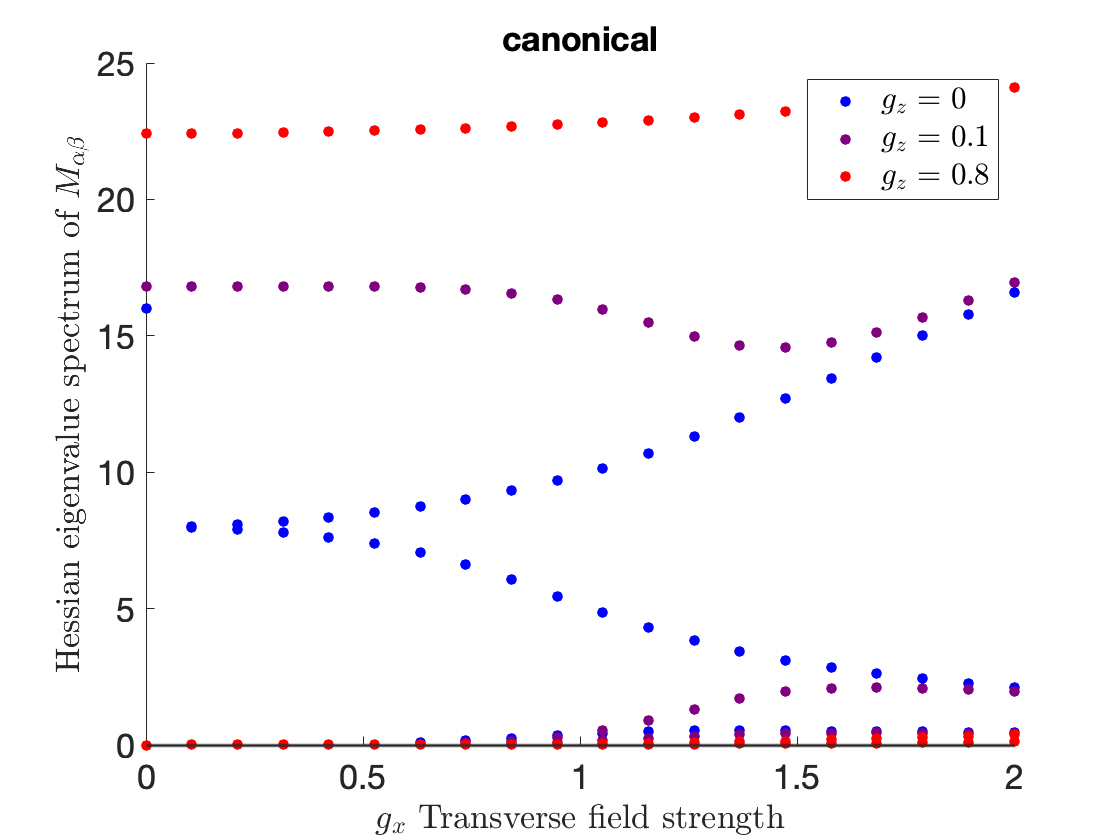 canonical
25
20
15
10
5
0
Hessian eigenvalue spectrum of $M_{\alpha\beta}$
$g_z = 0$
$g_z = 0.1$
$g_z = 0.8$
0 0.5 1 1.5 2
$g_x$ Transverse field strength